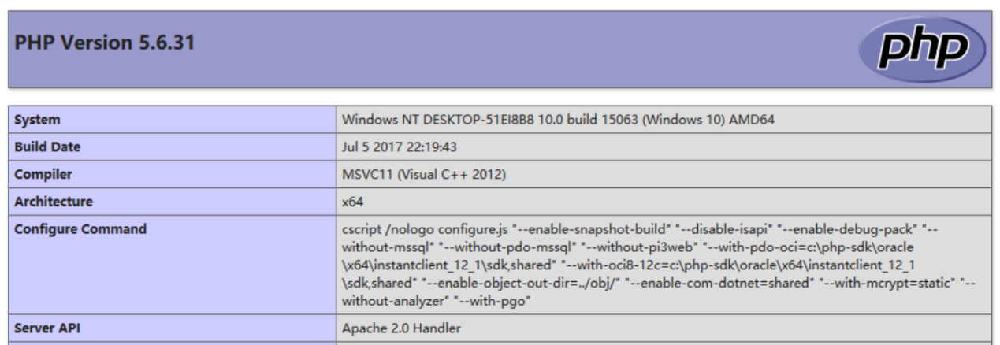 PHP Version 5.6.31
php
System Windows NT DESKTOP-51EI8B8 10.0 build 15063 (Windows 10) AMD64
Build Date Jul 5 2017 22:19:43
Compiler MSVC11 (Visual C++ 2012)
Architecture x64
Configure Command cscript /nologo configure.js "--enable-snapshot-build" "--disable-isapi" "--enable-debug-pack" "--
without-mssql" "--without-pdo-mssql" "--without-pi3web" "--with-pdo-oci=c:\php-sdk\oracle
\x64\instantclient_12_1\sdk,shared" "--with-oci8-12c=c:\php-sdk\oracle\x64\instantclient_12_1
\sdk,shared" "--enable-object-out-dir=../obj/" "--enable-com-dotnet=shared" "--with-mcrypt=static" "--
without-analyzer" "--with-pgo"
Server API Apache 2.0 Handler